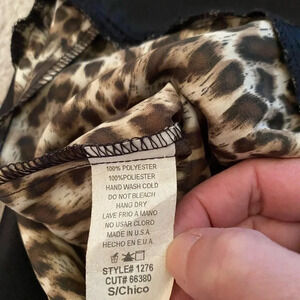 100% POLYESTER
100%POLIESTER
HAND WASH COLD
DO NOT BLEACH
HANG DRY
LAVE FRIO A MANO
NO USAR CLORO
MADE IN U.S.A.
HECHO EN E.U.A.
STYLE# 1276
CUT# 66380
S/Chico